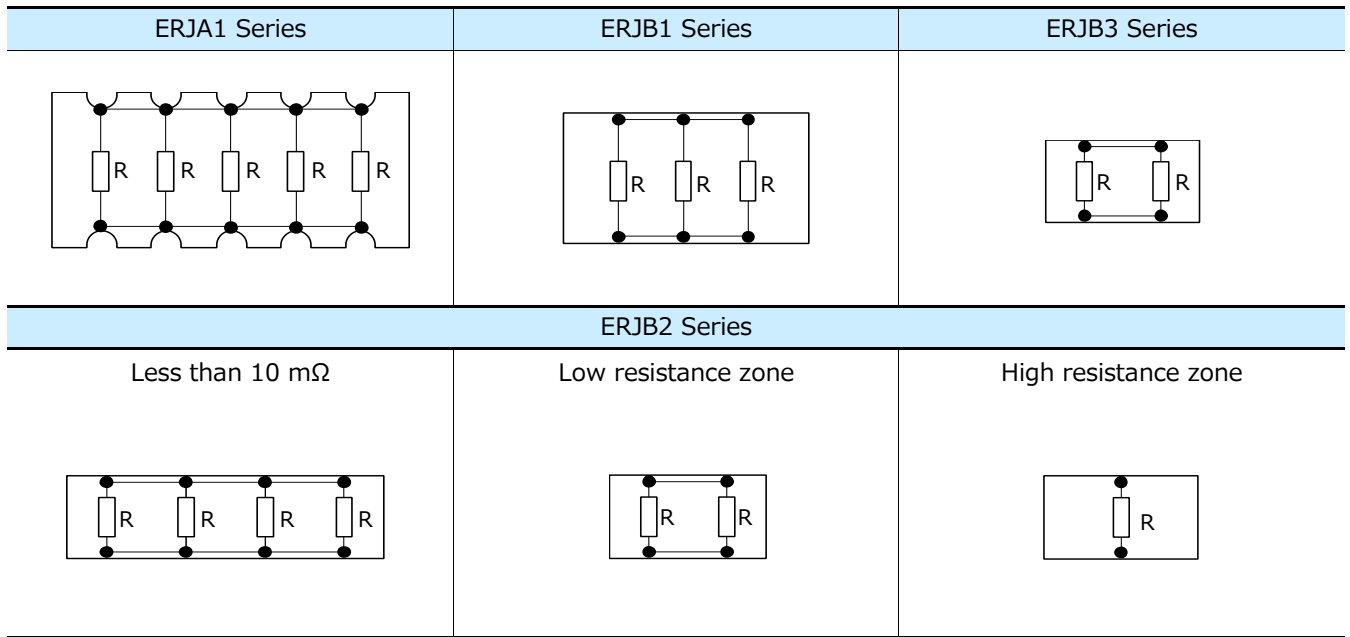 ERJA1 Series ERJB1 Series ERJB3 Series
R R R R R
R R R
R R
ERJB2 Series
Less than 10 mΩ Low resistance zone High resistance zone
R R R R
R R
R